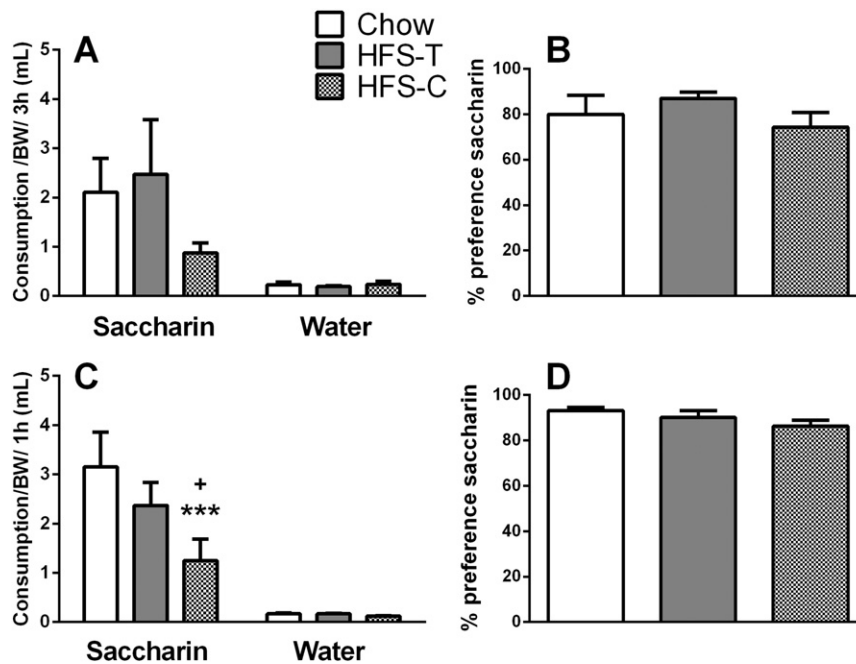 Chow
HFS-T
HFS-C
A
Consumption /BW/ 3h (mL)
5
4
3
2
1
0
Saccharin Water
B
% preference saccharin
100
80
60
40
20
0
C
Consumption/BW/ 1h (mL)
5
4
3
2
1
0
+
***
Saccharin Water
D
% preference saccharin
100
80
60
40
20
0